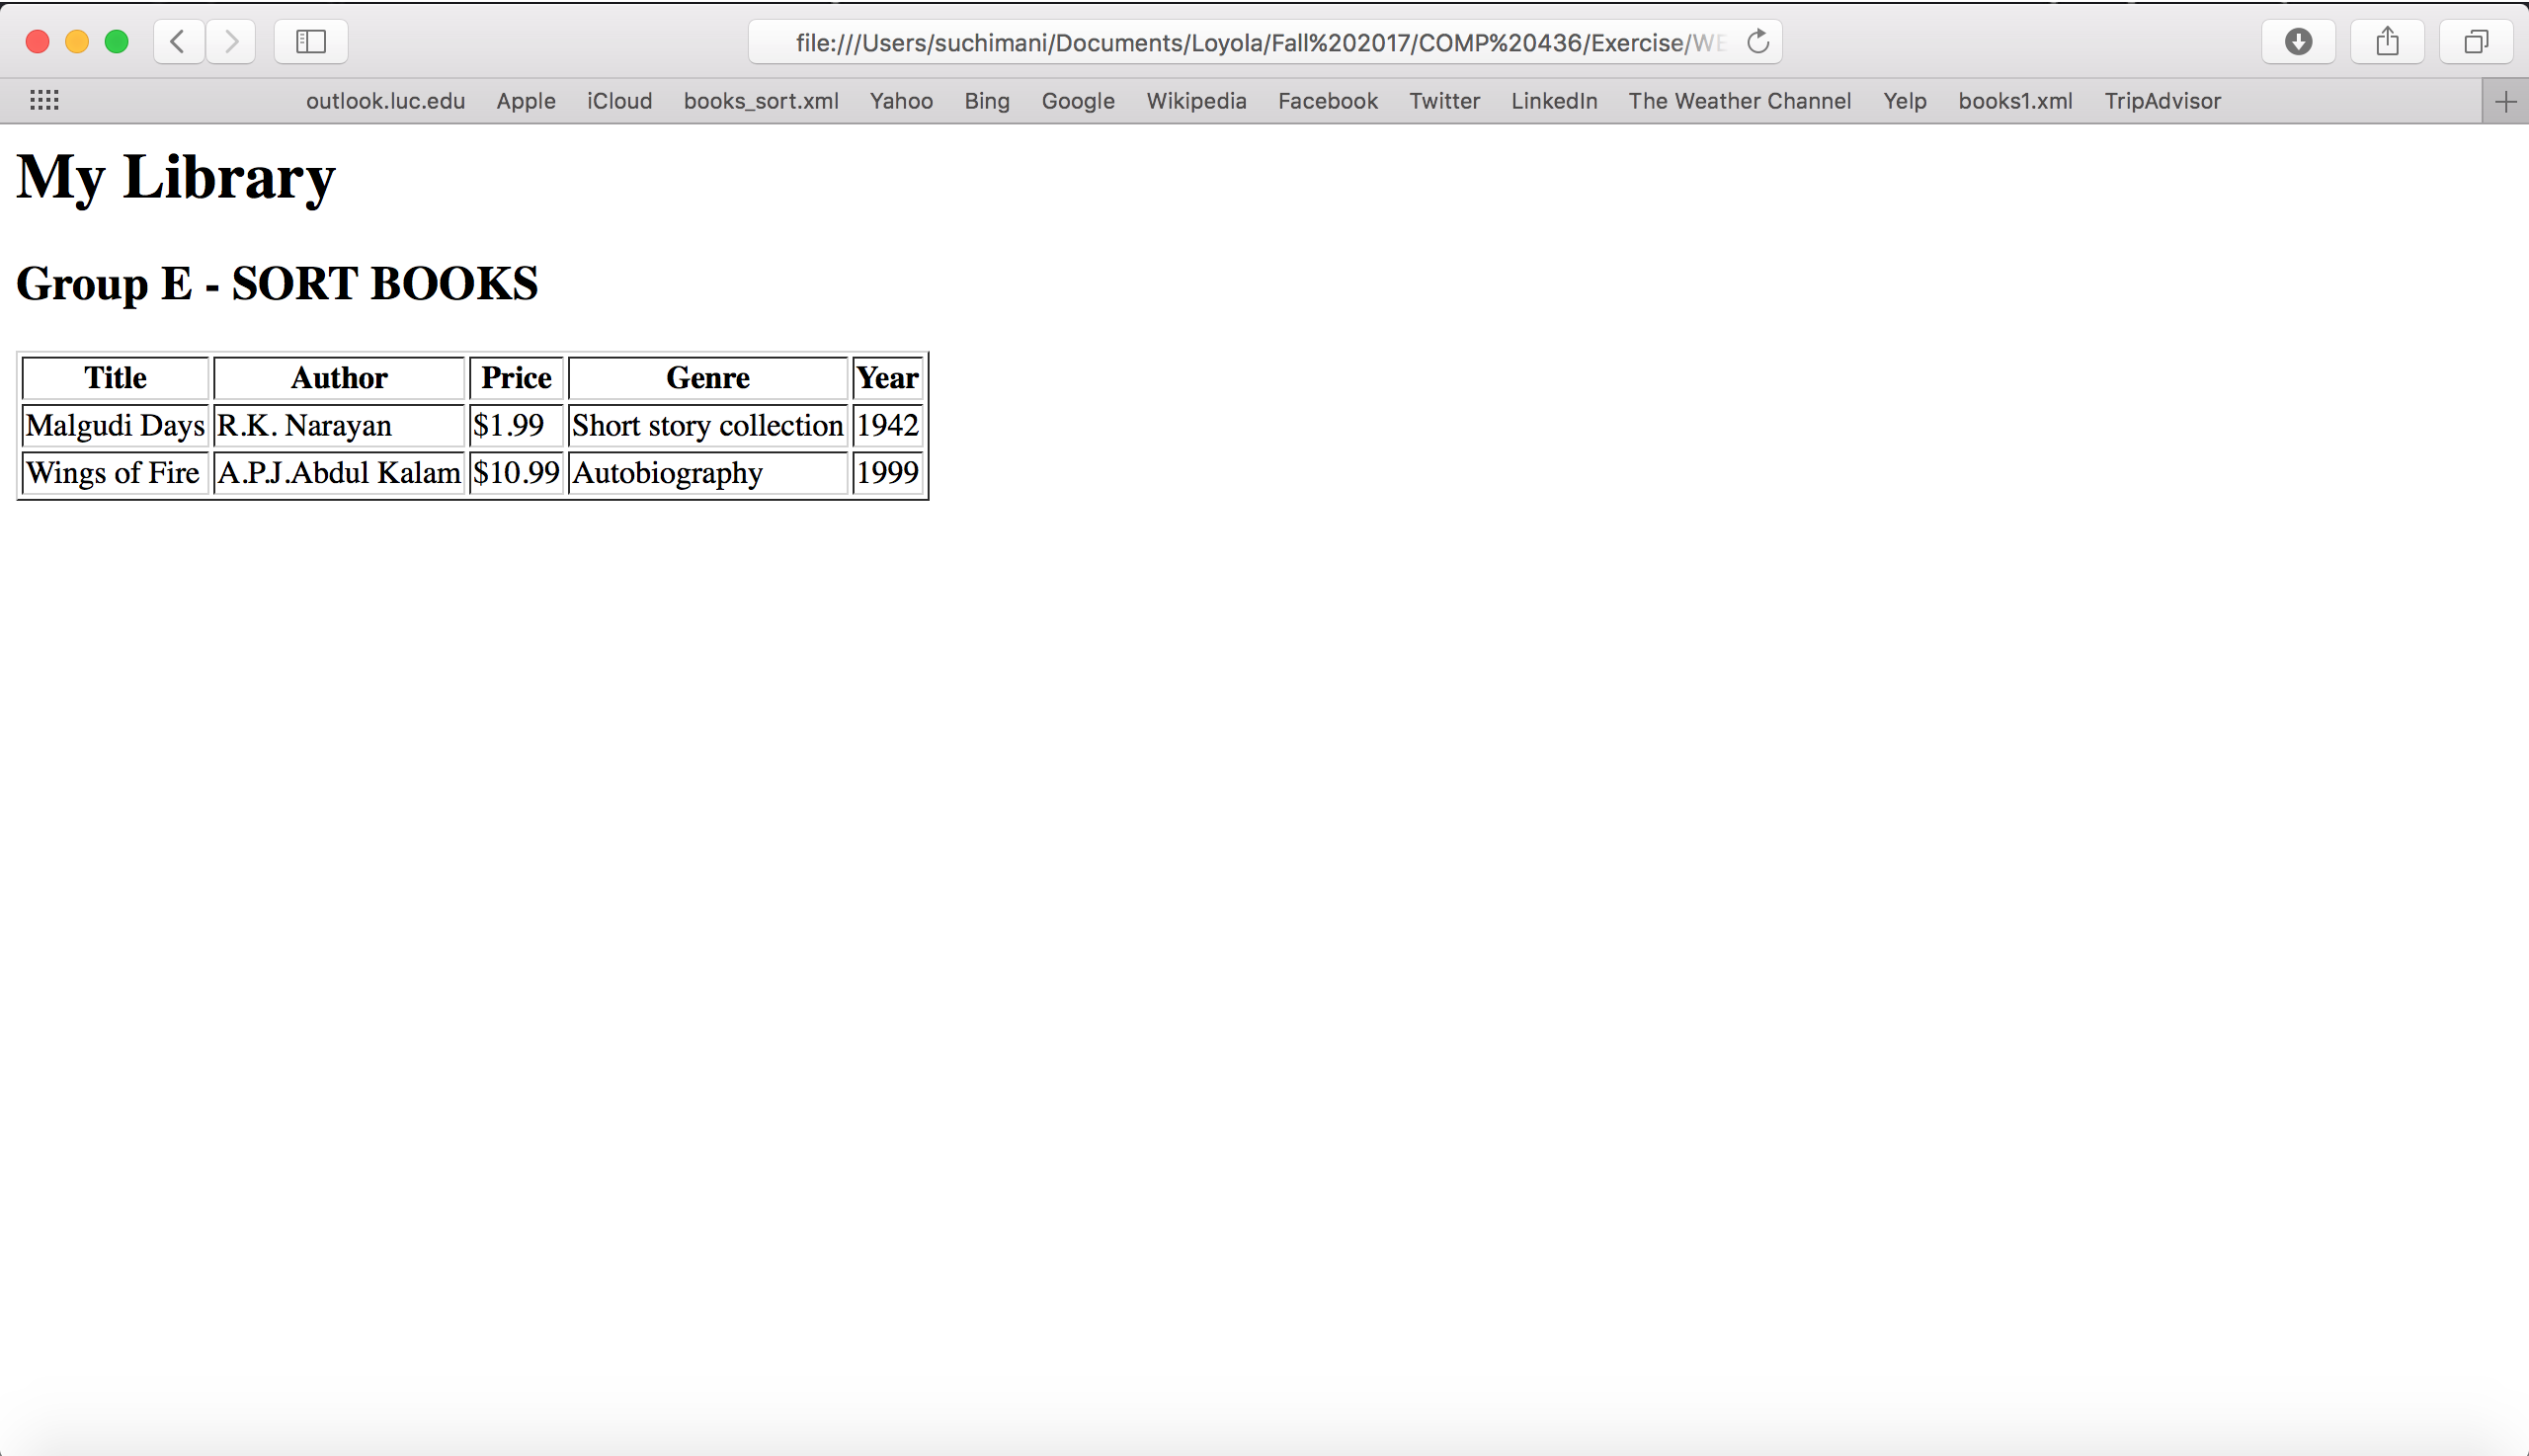 file:///Users/suchimani/Documents/Loyola/Fall%202017/COMP%20436/Exercise/WE
outlook.luc.edu Apple iCloud books_sort.xml Yahoo Bing Google Wikipedia Facebook Twitter LinkedIn The Weather Channel Yelp books1.xml TripAdvisor
My Library
Group E - SORT BOOKS
Title Author Price Genre Year
Malgudi Days R.K. Narayan $1.99 Short story collection 1942
Wings of Fire A.P.J.Abdul Kalam $10.99 Autobiography 1999